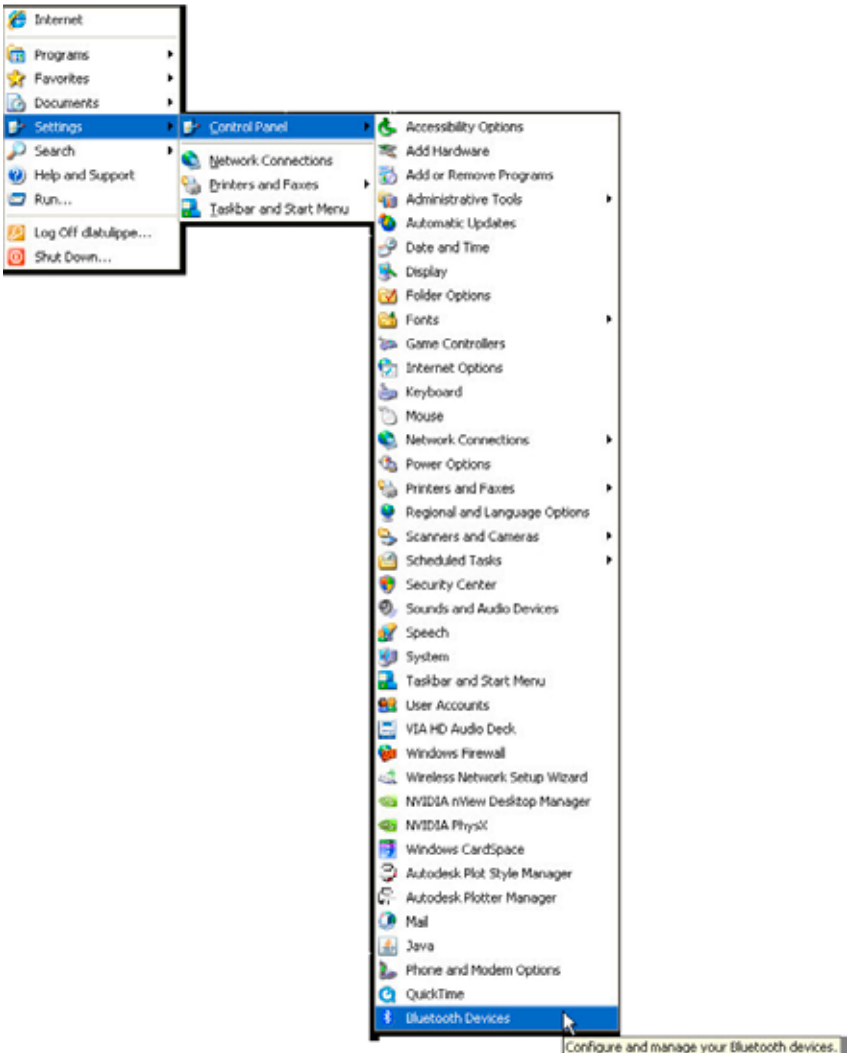 Internet
Programs
Favorites
Documents
Settings
Search
Help and Support
Run...
Log Off dlatulippe...
Shut Down...
Control Panel
Network Connections
Printers and Faxes
Taskbar and Start Menu
Accessibility Options
Add Hardware
Add or Remove Programs
Administrative Tools
Automatic Updates
Date and Time
Display
Folder Options
Fonts
Game Controllers
Internet Options
Keyboard
Mouse
Network Connections
Power Options
Printers and Faxes
Regional and Language Options
Scanners and Cameras
Scheduled Tasks
Security Center
Sounds and Audio Devices
Speech
System
Taskbar and Start Menu
User Accounts
VIA HD Audio Deck
Windows Firewall
Wireless Network Setup Wizard
NVIDIA nView Desktop Manager
NVIDIA PhysX
Windows CardSpace
Autodesk Plot Style Manager
Autodesk Plotter Manager
Mail
Java
Phone and Modem Options
QuickTime
Bluetooth Devices
Configure and manage your Bluetooth devices.